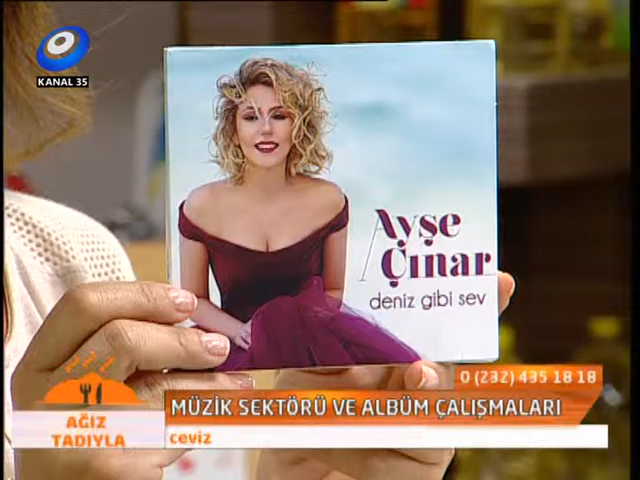 KANAL 35
Ayşe
Çınar
deniz gibi sev
0 (232) 435 18 18
MÜZİK SEKTÖRÜ VE ALBÜM ÇALIŞMALARI
AĞIZ
TADIYLA
ceviz